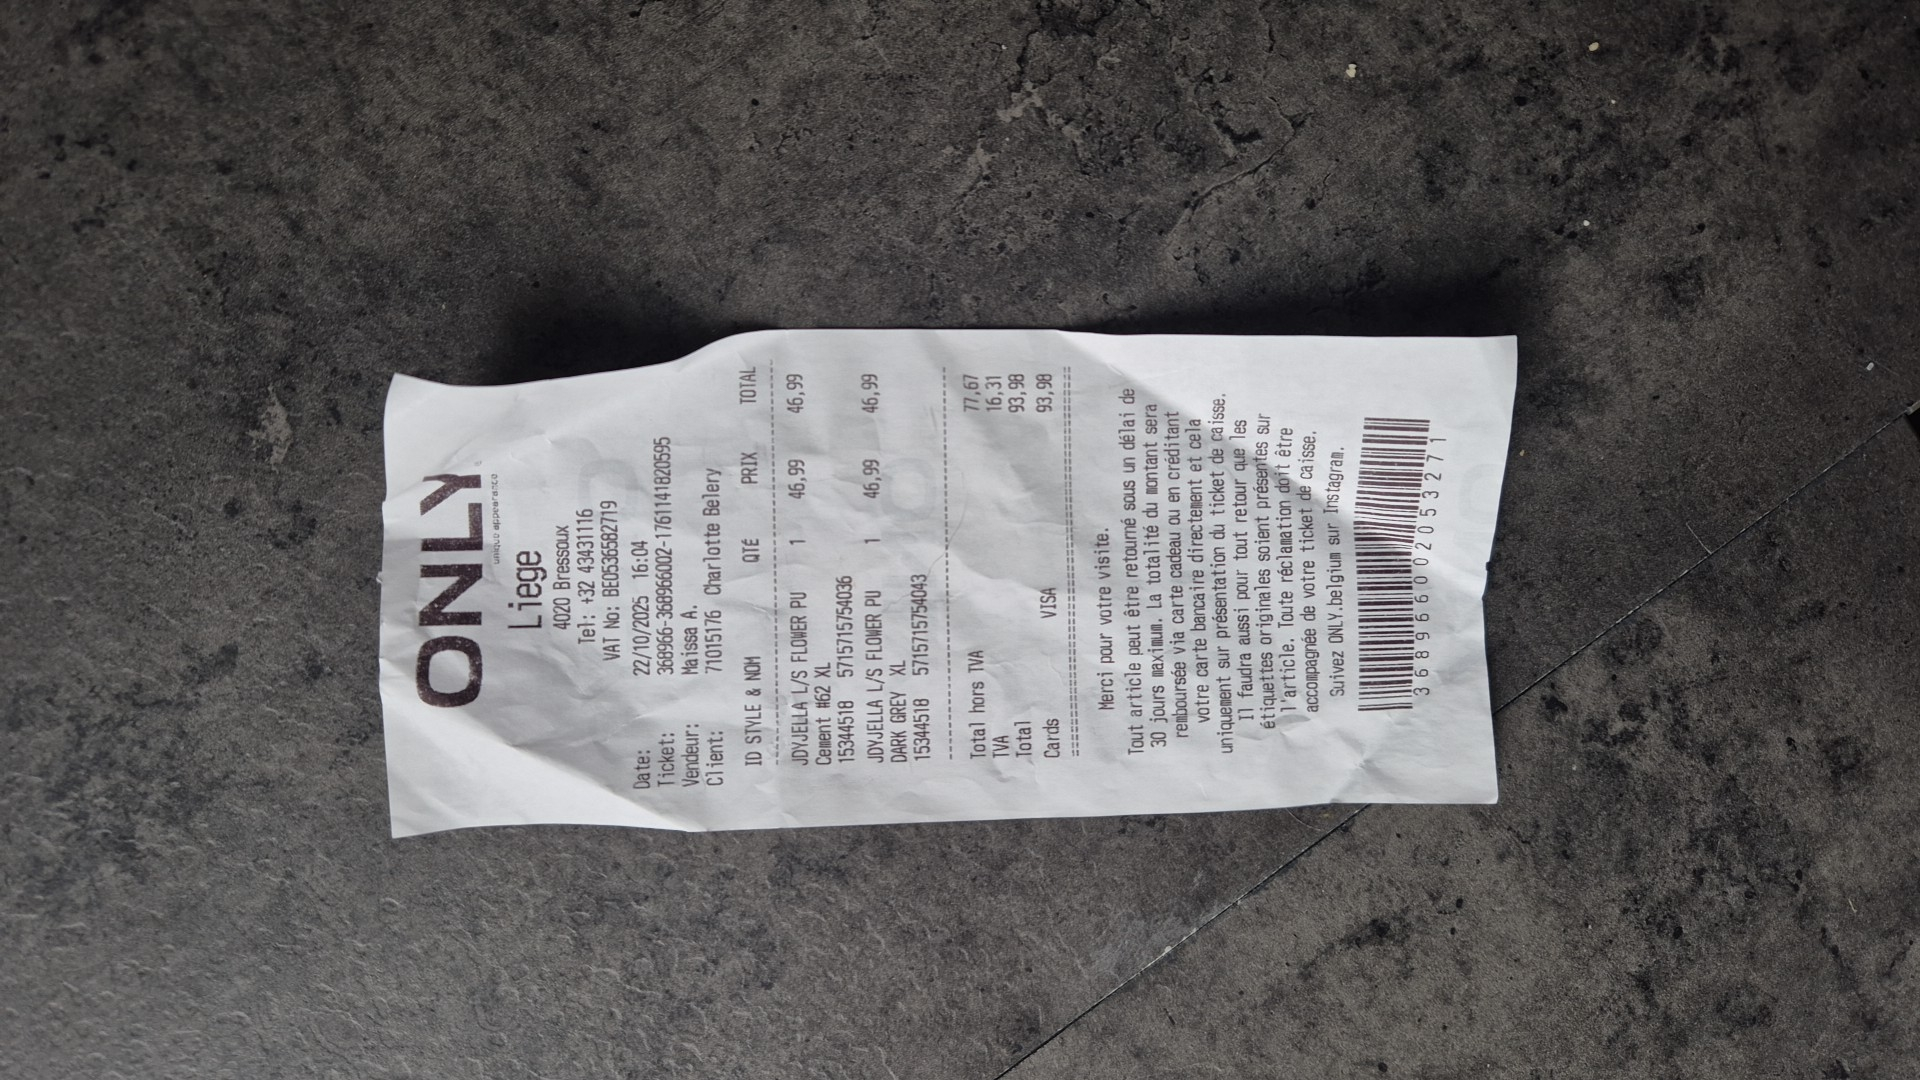 ONLY
unique appearance
Liege
4020 Bressoux
Tel: +32 43431116
VAT No: BE0536582719
Date: 22/10/2025 16:04
Ticket: 368966-368966002-1761141820595
Vendeur: Maissa A.
Client: 71015176 Charlotte Belery
ID STYLE & NOM QTÉ PRIX TOTAL
JDYJELLA L/S FLOWER PU 1 46,99 46,99
Cement #62 XL
15344518 5715715754036
JDYJELLA L/S FLOWER PU 1 46,99 46,99
DARK GREY XL
15344518 5715715754043
Total hors TVA 77,67
TVA 16,31
Total 93,98
Cards VISA 93,98
Merci pour votre visite.
Tout article peut être retourné sous un délai de
30 jours maximum. La totalité du montant sera
remboursée via carte cadeau ou en créditant
votre carte bancaire directement et cela
uniquement sur présentation du ticket de caisse.
Il faudra aussi pour tout retour que les
étiquettes originales soient présentes sur
l'article. Toute réclamation doit être
accompagnée de votre ticket de caisse.
Suivez ONLY.belgium sur Instagram.
36896600205 3271